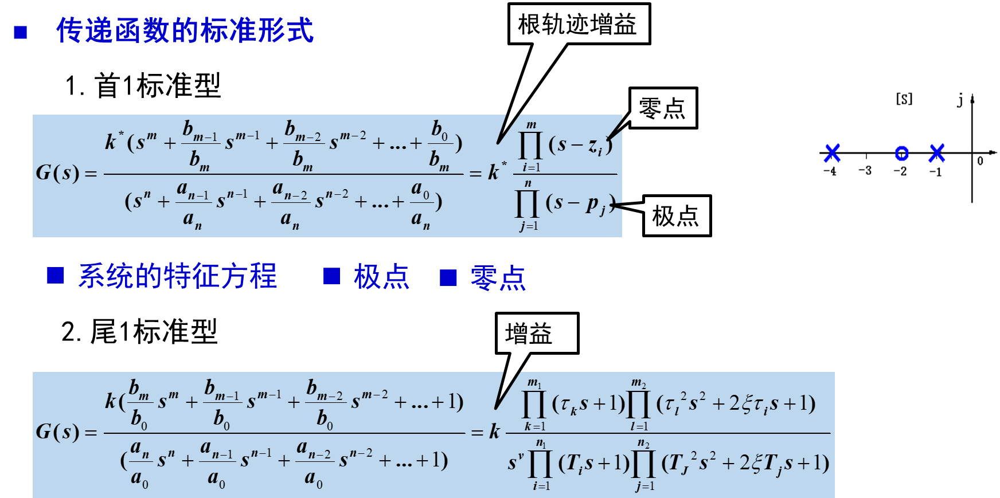 ■ 传递函数的标准形式
根轨迹增益
1.首1标准型
零点
[S]
j
G(s) = \frac{k^*(s^m + \frac{b_{m-1}}{b_m}s^{m-1} + \frac{b_{m-2}}{b_m}s^{m-2} + ... + \frac{b_0}{b_m})}{(s^n + \frac{a_{n-1}}{a_n}s^{n-1} + \frac{a_{n-2}}{a_n}s^{n-2} + ... + \frac{a_0}{a_n})} = k^* \frac{\prod_{i=1}^{m}(s - z_i)}{\prod_{j=1}^{n}(s - p_j)}
-4 -3 -2 -1 0
极点
■ 系统的特征方程 ■ 极点 ■ 零点
2.尾1标准型
增益
G(s) = \frac{k(\frac{b_m}{b_0}s^m + \frac{b_{m-1}}{b_0}s^{m-1} + \frac{b_{m-2}}{b_0}s^{m-2} + ... + 1)}{(\frac{a_n}{a_0}s^n + \frac{a_{n-1}}{a_0}s^{n-1} + \frac{a_{n-2}}{a_0}s^{n-2} + ... + 1)} = k \frac{\prod_{k=1}^{m_1}(\tau_k s + 1)\prod_{l=1}^{m_2}(\tau_l^2 s^2 + 2\xi\tau_i s + 1)}{s^v \prod_{i=1}^{n_1}(T_i s + 1)\prod_{j=1}^{n_2}(T_J^2 s^2 + 2\xi T_j s + 1)}